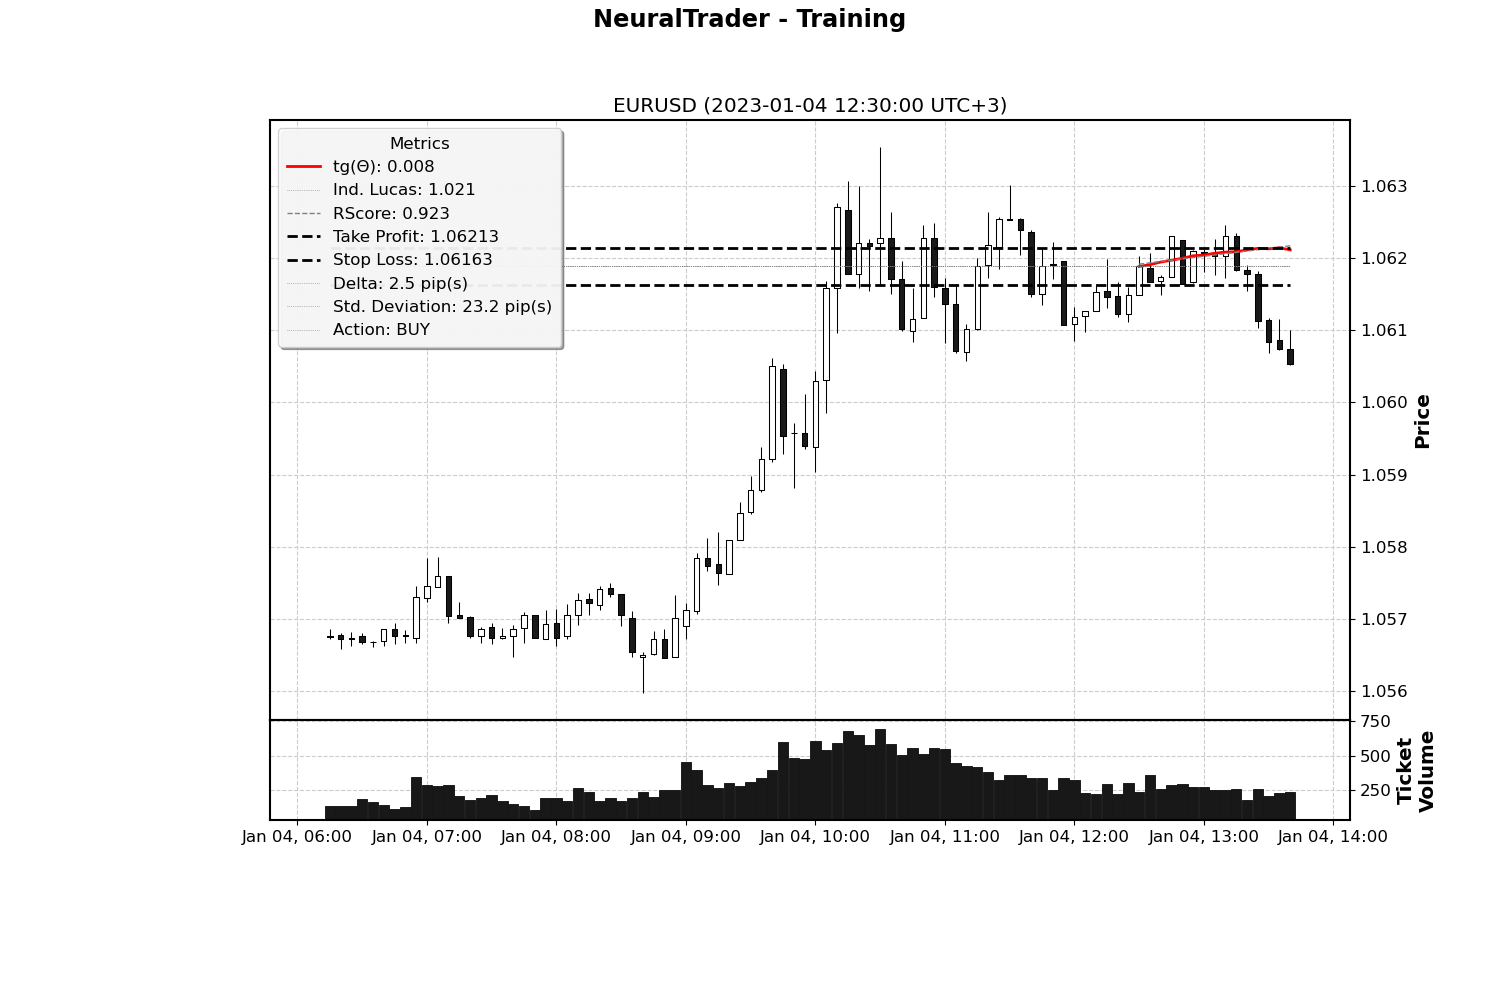 NeuralTrader - Training
EURUSD (2023-01-04 12:30:00 UTC+3)
Metrics
tg(Θ): 0.008
Ind. Lucas: 1.021
RScore: 0.923
Take Profit: 1.06213
Stop Loss: 1.06163
Delta: 2.5 pip(s)
Std. Deviation: 23.2 pip(s)
Action: BUY
1.063
1.062
1.061
1.060
1.059
1.058
1.057
1.056
Price
750
500
250
Ticket
Volume
Jan 04, 06:00 Jan 04, 07:00 Jan 04, 08:00 Jan 04, 09:00 Jan 04, 10:00 Jan 04, 11:00 Jan 04, 12:00 Jan 04, 13:00 Jan 04, 14:00